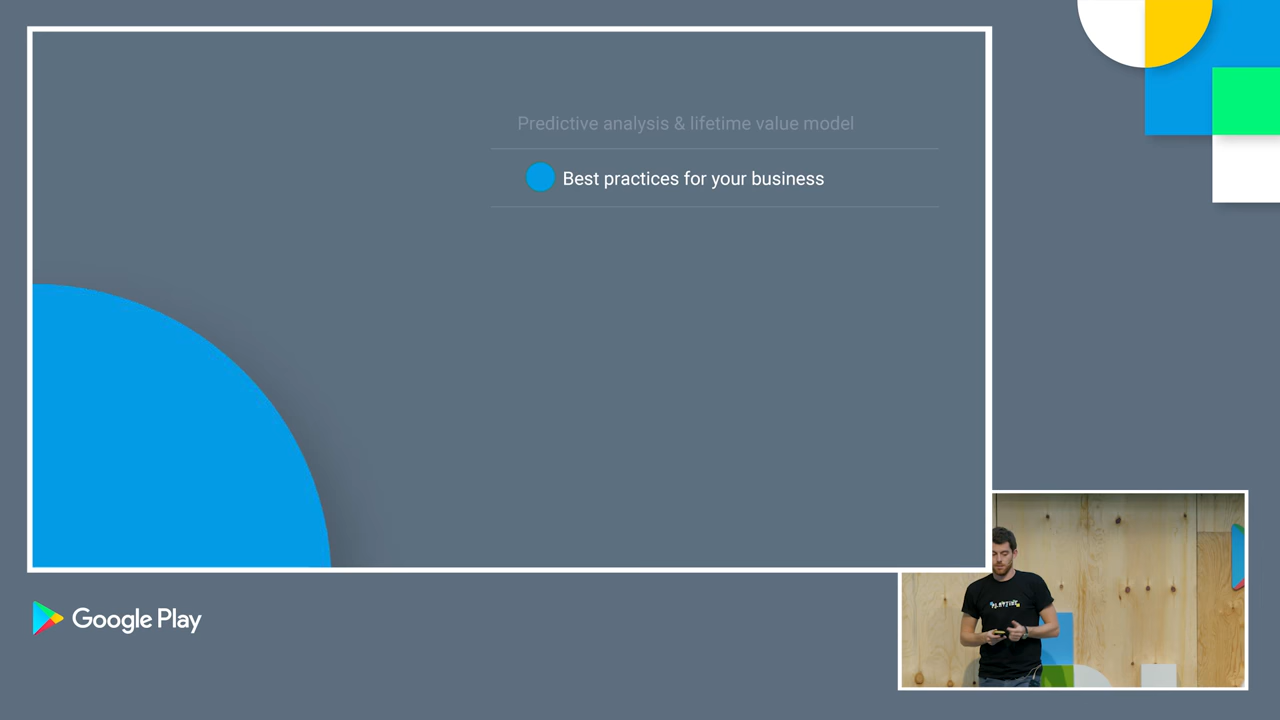 Predictive analysis & lifetime value model
Best practices for your business
Google Play